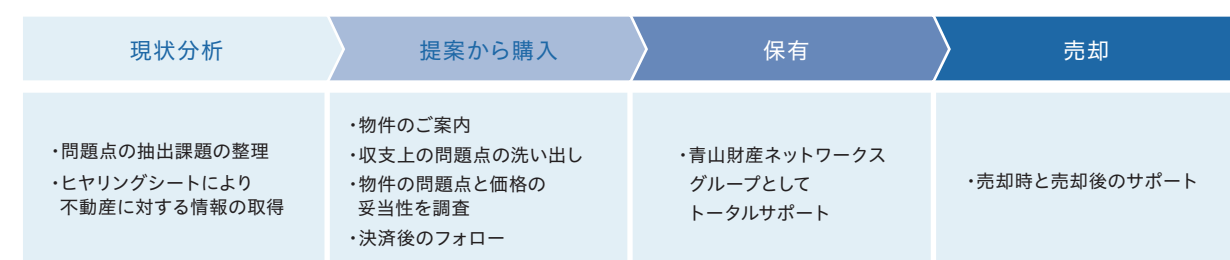 現状分析
提案から購入
保有
売却
・問題点の抽出課題の整理
・ヒヤリングシートにより
不動産に対する情報の取得
・物件のご案内
・収支上の問題点の洗い出し
・物件の問題点と価格の
妥当性を調査
・決済後のフォロー
・青山財産ネットワークス
グループとして
トータルサポート
・売却時と売却後のサポート